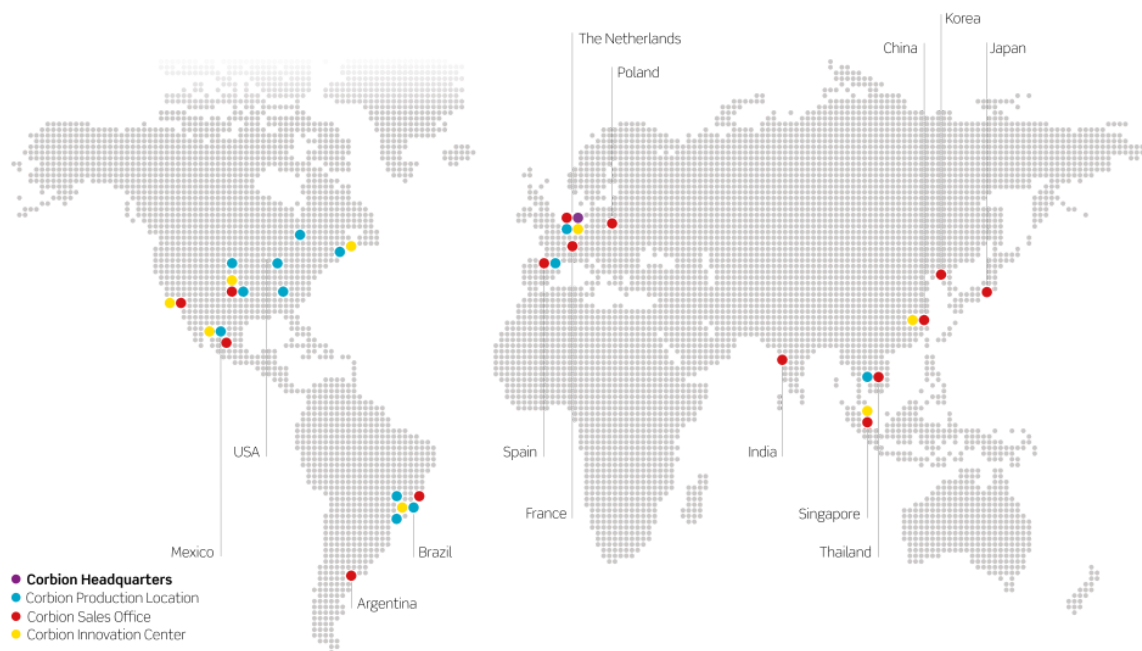 Korea
The Netherlands
China
Japan
Poland
USA
Spain
India
France
Singapore
Mexico
Brazil
Thailand
Corbion Headquarters
Corbion Production Location
Argentina
Corbion Sales Office
Corbion Innovation Center